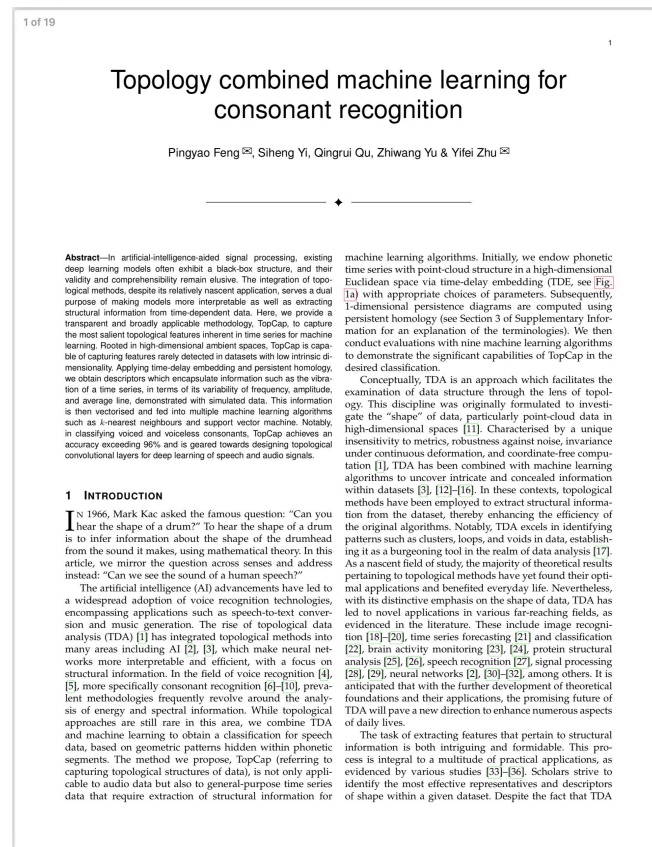 1 of 19
1
Topology combined machine learning for
consonant recognition
Pingyao Feng ✉, Siheng Yi, Qingrui Qu, Zhiwang Yu & Yifei Zhu ✉
Abstract—In artificial-intelligence-aided signal processing, existing
deep learning models often exhibit a black-box structure, and their
validity and comprehensibility remain elusive. The integration of topo-
logical methods, despite its relatively nascent application, serves a dual
purpose of making models more interpretable as well as extracting
structural information from time-dependent data. Here, we provide a
transparent and broadly applicable methodology, TopCap, to capture
the most salient topological features inherent in time series for machine
learning. Rooted in high-dimensional ambient spaces, TopCap is capa-
ble of capturing features rarely detected in datasets with low intrinsic di-
mensionality. Applying time-delay embedding and persistent homology,
we obtain descriptors which encapsulate information such as the vibra-
tion of a time series, in terms of its variability of frequency, amplitude,
and average line, demonstrated with simulated data. This information
is then vectorised and fed into multiple machine learning algorithms
such as k-nearest neighbours and support vector machine. Notably,
in classifying voiced and voiceless consonants, TopCap achieves an
accuracy exceeding 96% and is geared towards designing topological
convolutional layers for deep learning of speech and audio signals.
1 INTRODUCTION
IN 1966, Mark Kac asked the famous question: “Can you
hear the shape of a drum?” To hear the shape of a drum
is to infer information about the shape of the drumhead
from the sound it makes, using mathematical theory. In this
article, we mirror the question across senses and address
instead: “Can we see the sound of a human speech?”
The artificial intelligence (AI) advancements have led to
a widespread adoption of voice recognition technologies,
encompassing applications such as speech-to-text conver-
sion and music generation. The rise of topological data
analysis (TDA) [1] has integrated topological methods into
many areas including AI [2], [3], which make neural net-
works more interpretable and efficient, with a focus on
structural information. In the field of voice recognition [4],
[5], more specifically consonant recognition [6]–[10], preva-
lent methodologies frequently revolve around the analy-
sis of energy and spectral information. While topological
approaches are still rare in this area, we combine TDA
and machine learning to obtain a classification for speech
data, based on geometric patterns hidden within phonetic
segments. The method we propose, TopCap (referring to
capturing topological structures of data), is not only appli-
cable to audio data but also to general-purpose time series
data that require extraction of structural information for
machine learning algorithms. Initially, we endow phonetic
time series with point-cloud structure in a high-dimensional
Euclidean space via time-delay embedding (TDE, see Fig.
1a) with appropriate choices of parameters. Subsequently,
1-dimensional persistence diagrams are computed using
persistent homology (see Section 3 of Supplementary Infor-
mation for an explanation of the terminologies). We then
conduct evaluations with nine machine learning algorithms
to demonstrate the significant capabilities of TopCap in the
desired classification.
Conceptually, TDA is an approach which facilitates the
examination of data structure through the lens of topol-
ogy. This discipline was originally formulated to investi-
gate the “shape” of data, particularly point-cloud data in
high-dimensional spaces [11]. Characterised by a unique
insensitivity to metrics, robustness against noise, invariance
under continuous deformation, and coordinate-free compu-
tation [1], TDA has been combined with machine learning
algorithms to uncover intricate and concealed information
within datasets [3], [12]–[16]. In these contexts, topological
methods have been employed to extract structural informa-
tion from the dataset, thereby enhancing the efficiency of
the original algorithms. Notably, TDA excels in identifying
patterns such as clusters, loops, and voids in data, establish-
ing it as a burgeoning tool in the realm of data analysis [17].
As a nascent field of study, the majority of theoretical results
pertaining to topological methods have yet found their opti-
mal applications and benefited everyday life. Nevertheless,
with its distinctive emphasis on the shape of data, TDA has
led to novel applications in various far-reaching fields, as
evidenced in the literature. These include image recogni-
tion [18]–[20], time series forecasting [21] and classification
[22], brain activity monitoring [23], [24], protein structural
analysis [25], [26], speech recognition [27], signal processing
[28], [29], neural networks [2], [30]–[32], among others. It is
anticipated that with the further development of theoretical
foundations and their applications, the promising future of
TDA will pave a new direction to enhance numerous aspects
of daily lives.
The task of extracting features that pertain to structural
information is both intriguing and formidable. This pro-
cess is integral to a multitude of practical applications, as
evidenced by various studies [33]–[36]. Scholars strive to
identify the most effective representatives and descriptors
of shape within a given dataset. Despite the fact that TDA